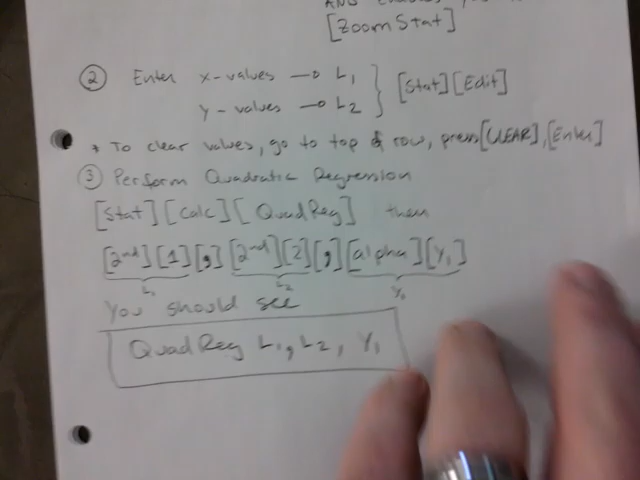 [ZoomStat]
② Enter x-values → L₁ } [Stat][Edit]
y-values → L₂
* To clear values, go to top of row, press [CLEAR], [Enter]
③ Perform Quadratic Regression
[Stat][Calc][QuadReg] then
[2nd][1][,][2nd][2][,][alpha][Y₁]
L₁ L₂ Y₁
You should see
QuadReg L₁, L₂, Y₁